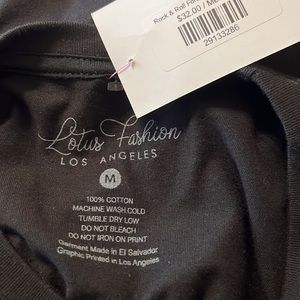 Rock & Roll
$32.00 / Me
29133286
Lotus Fashion
LOS ANGELES
M
100% COTTON
MACHINE WASH COLD
TUMBLE DRY LOW
DO NOT BLEACH
DO NOT IRON ON PRINT
Garment Made in El Salvador
Graphic Printed in Los Angeles